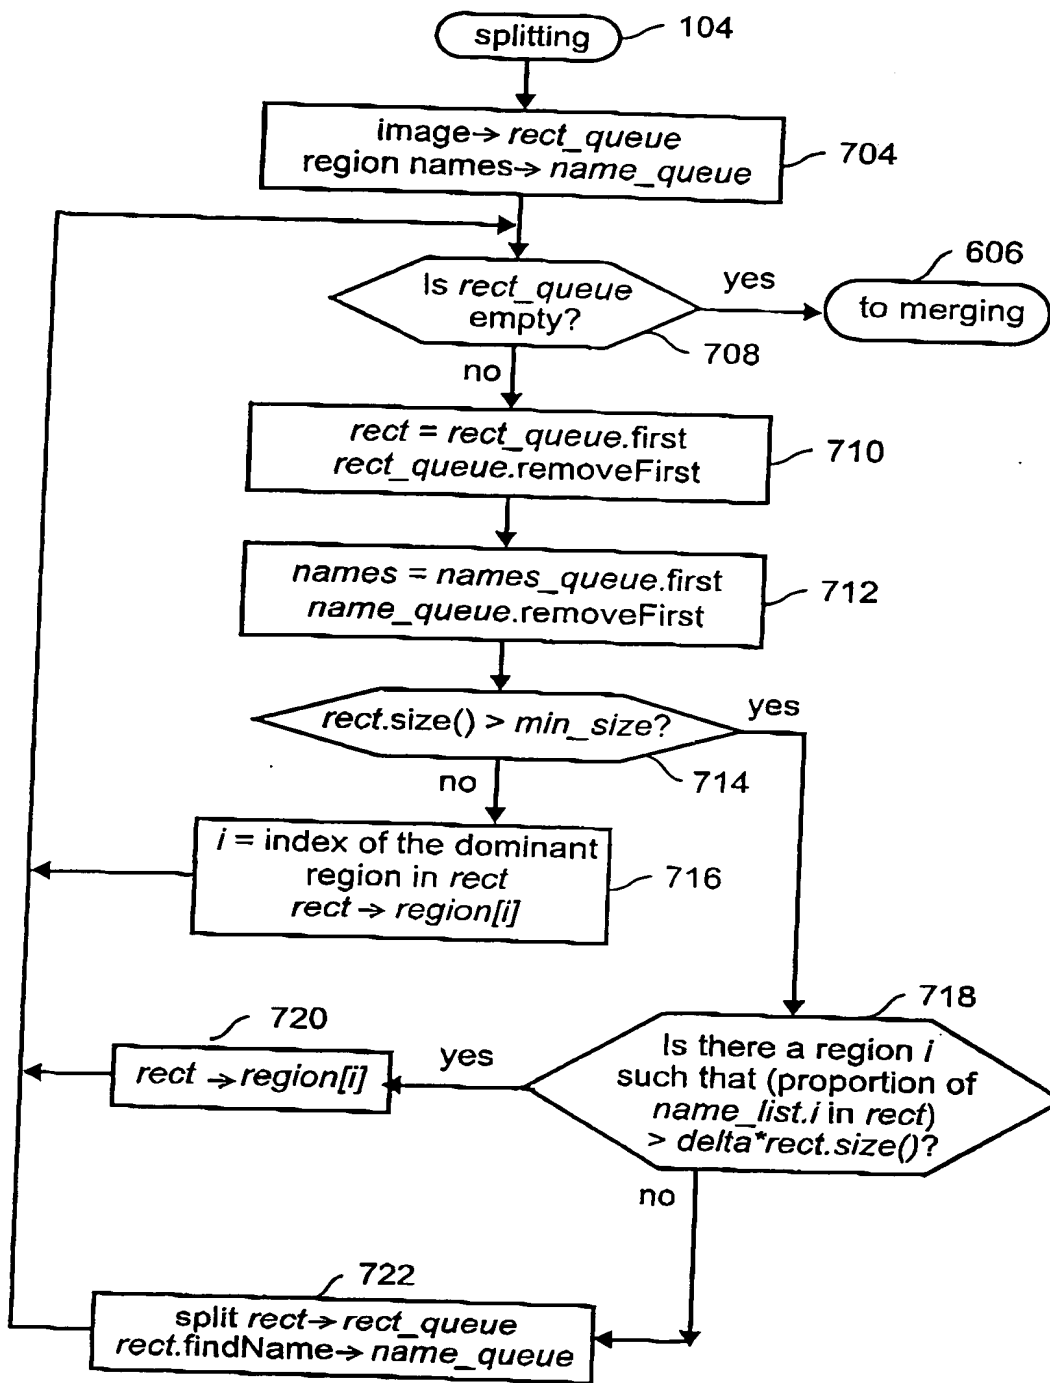 splitting
104
image→ rect_queue
region names→ name_queue
704
Is rect_queue
empty?
yes
606
to merging
708
no
rect = rect_queue.first
rect_queue.removeFirst
710
names = names_queue.first
name_queue.removeFirst
712
rect.size() > min_size?
yes
714
no
i = index of the dominant
region in rect
rect → region[i]
716
718
Is there a region i
such that (proportion of
name_list.i in rect)
> delta*rect.size()?
yes
720
rect → region[i]
no
722
split rect→ rect_queue
rect.findName→ name_queue